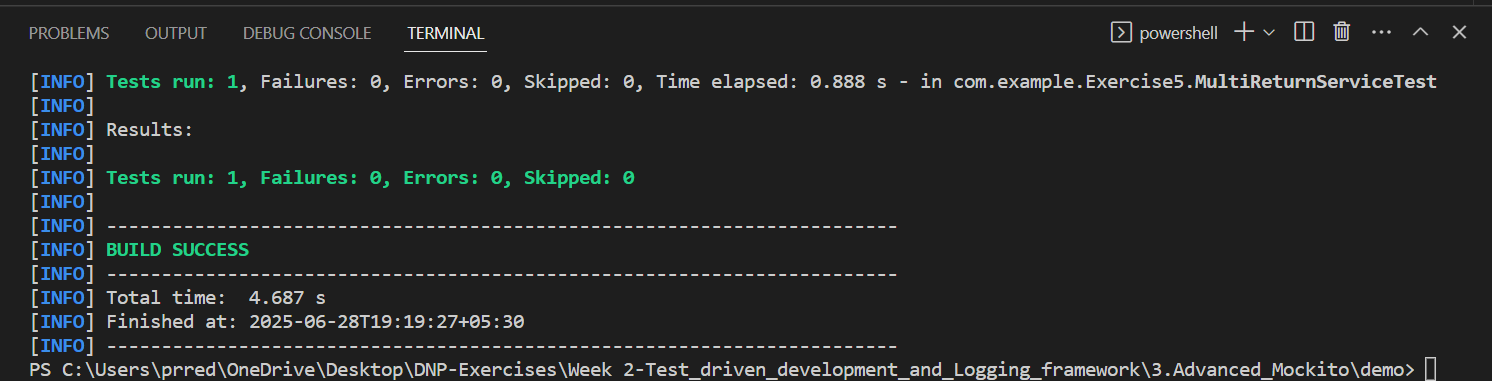 PROBLEMS OUTPUT DEBUG CONSOLE TERMINAL powershell
[INFO] Tests run: 1, Failures: 0, Errors: 0, Skipped: 0, Time elapsed: 0.888 s - in com.example.Exercise5.MultiReturnServiceTest
[INFO]
[INFO] Results:
[INFO]
[INFO] Tests run: 1, Failures: 0, Errors: 0, Skipped: 0
[INFO]
[INFO] ------------------------------------------------------------------------
[INFO] BUILD SUCCESS
[INFO] ------------------------------------------------------------------------
[INFO] Total time:  4.687 s
[INFO] Finished at: 2025-06-28T19:19:27+05:30
[INFO] ------------------------------------------------------------------------
PS C:\Users\prred\OneDrive\Desktop\DNP-Exercises\Week 2-Test_driven_development_and_Logging_framework\3.Advanced_Mockito\demo>